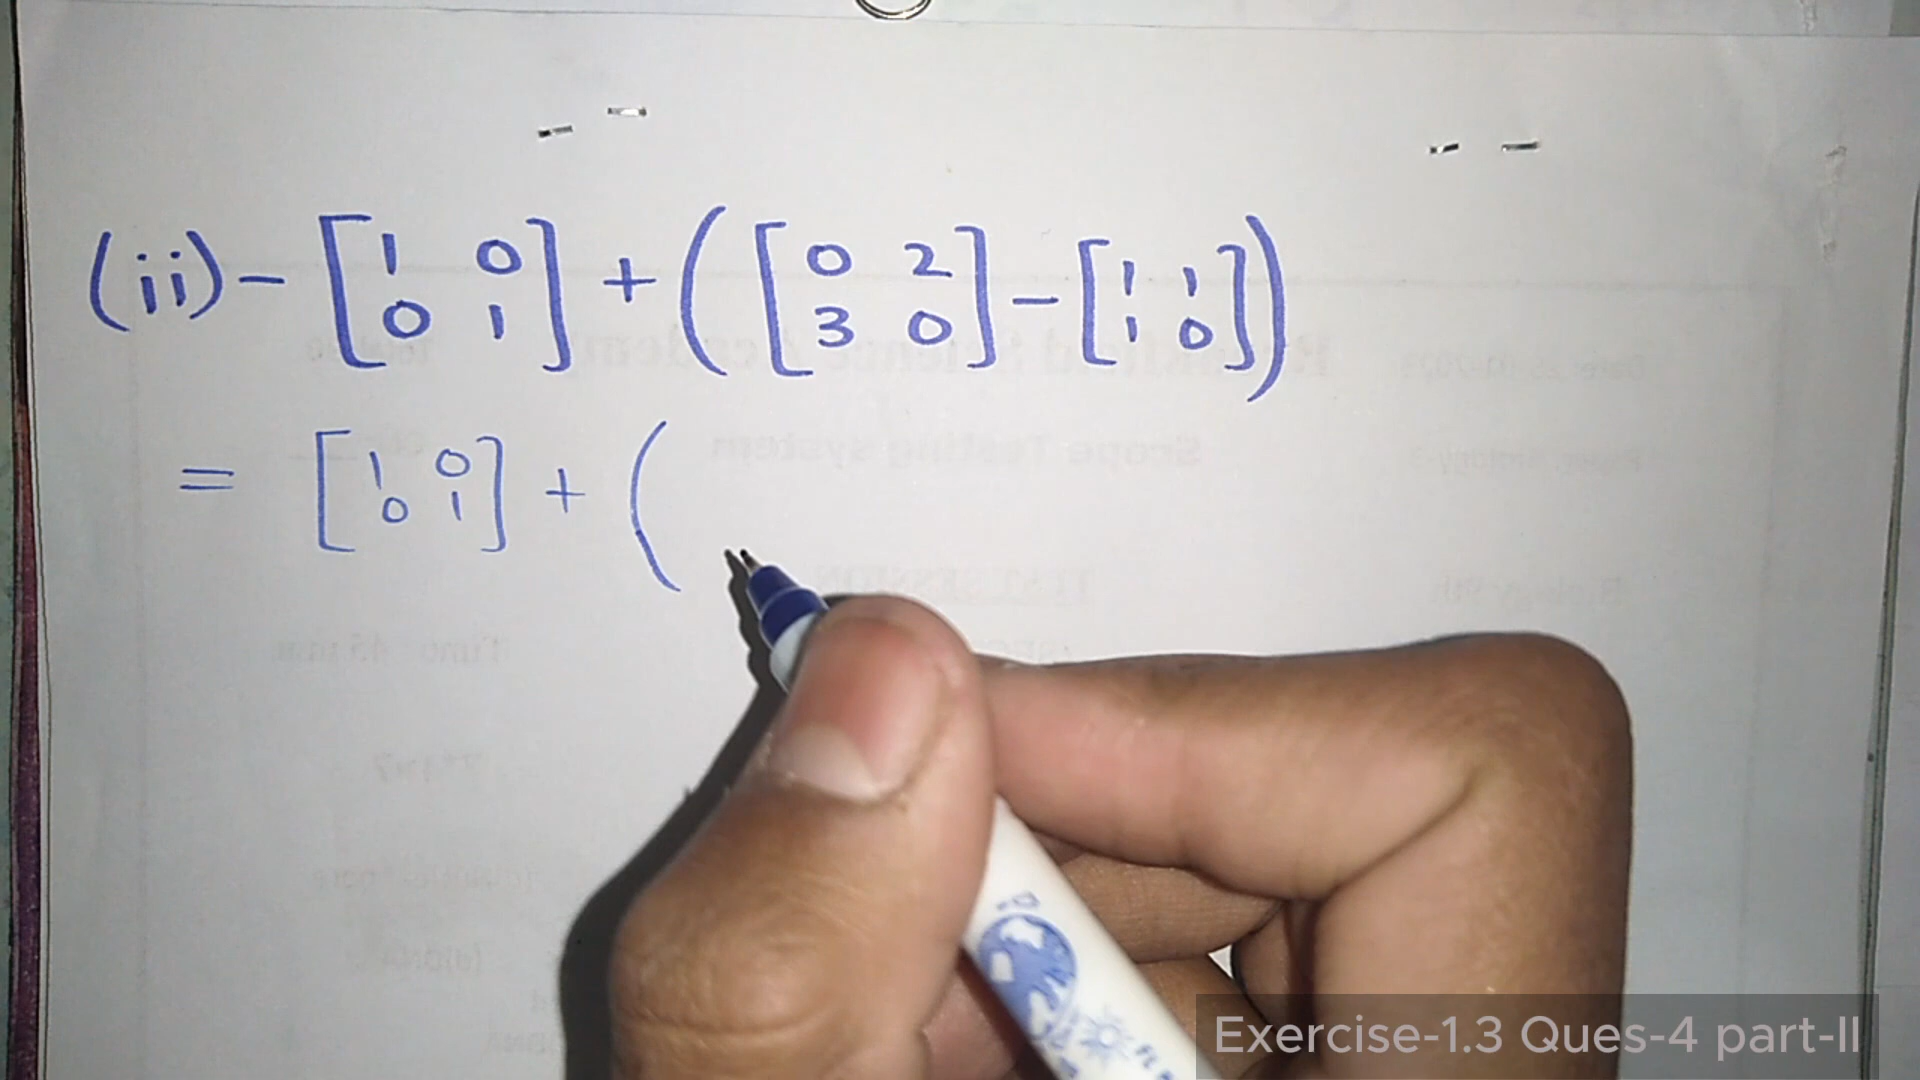 (ii) - [1 0 0 1] + ([0 2 3 0] - [1 1 1 0])
= [1 0 0 1] + (
Exercise-1.3 Ques-4 part-II